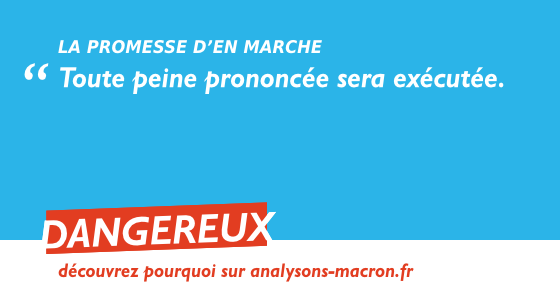 LA PROMESSE D'EN MARCHE
“ Toute peine prononcée sera exécutée.
DANGEREUX
découvrez pourquoi sur analysons-macron.fr